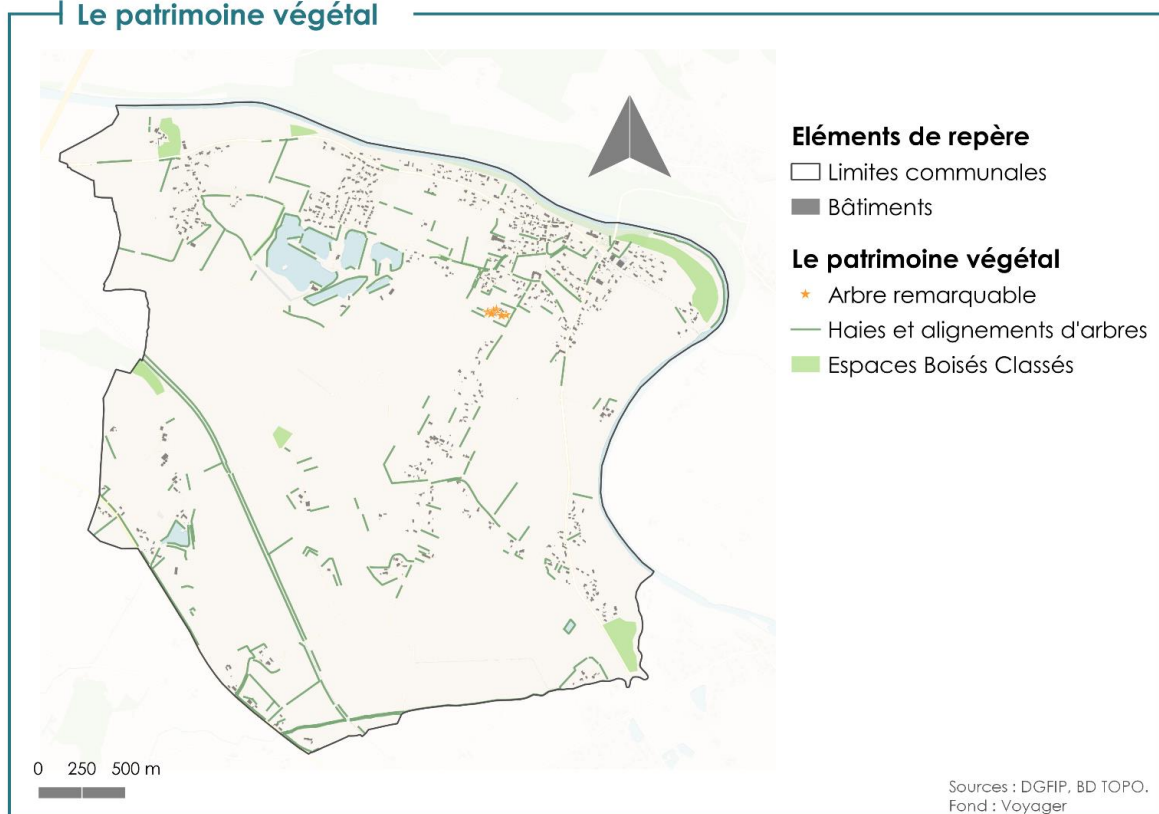 Le patrimoine végétal
Eléments de repère
Limites communales
Bâtiments
Le patrimoine végétal
Arbre remarquable
Haies et alignements d'arbres
Espaces Boisés Classés
0 250 500 m
Sources : DGFIP, BD TOPO.
Fond : Voyager